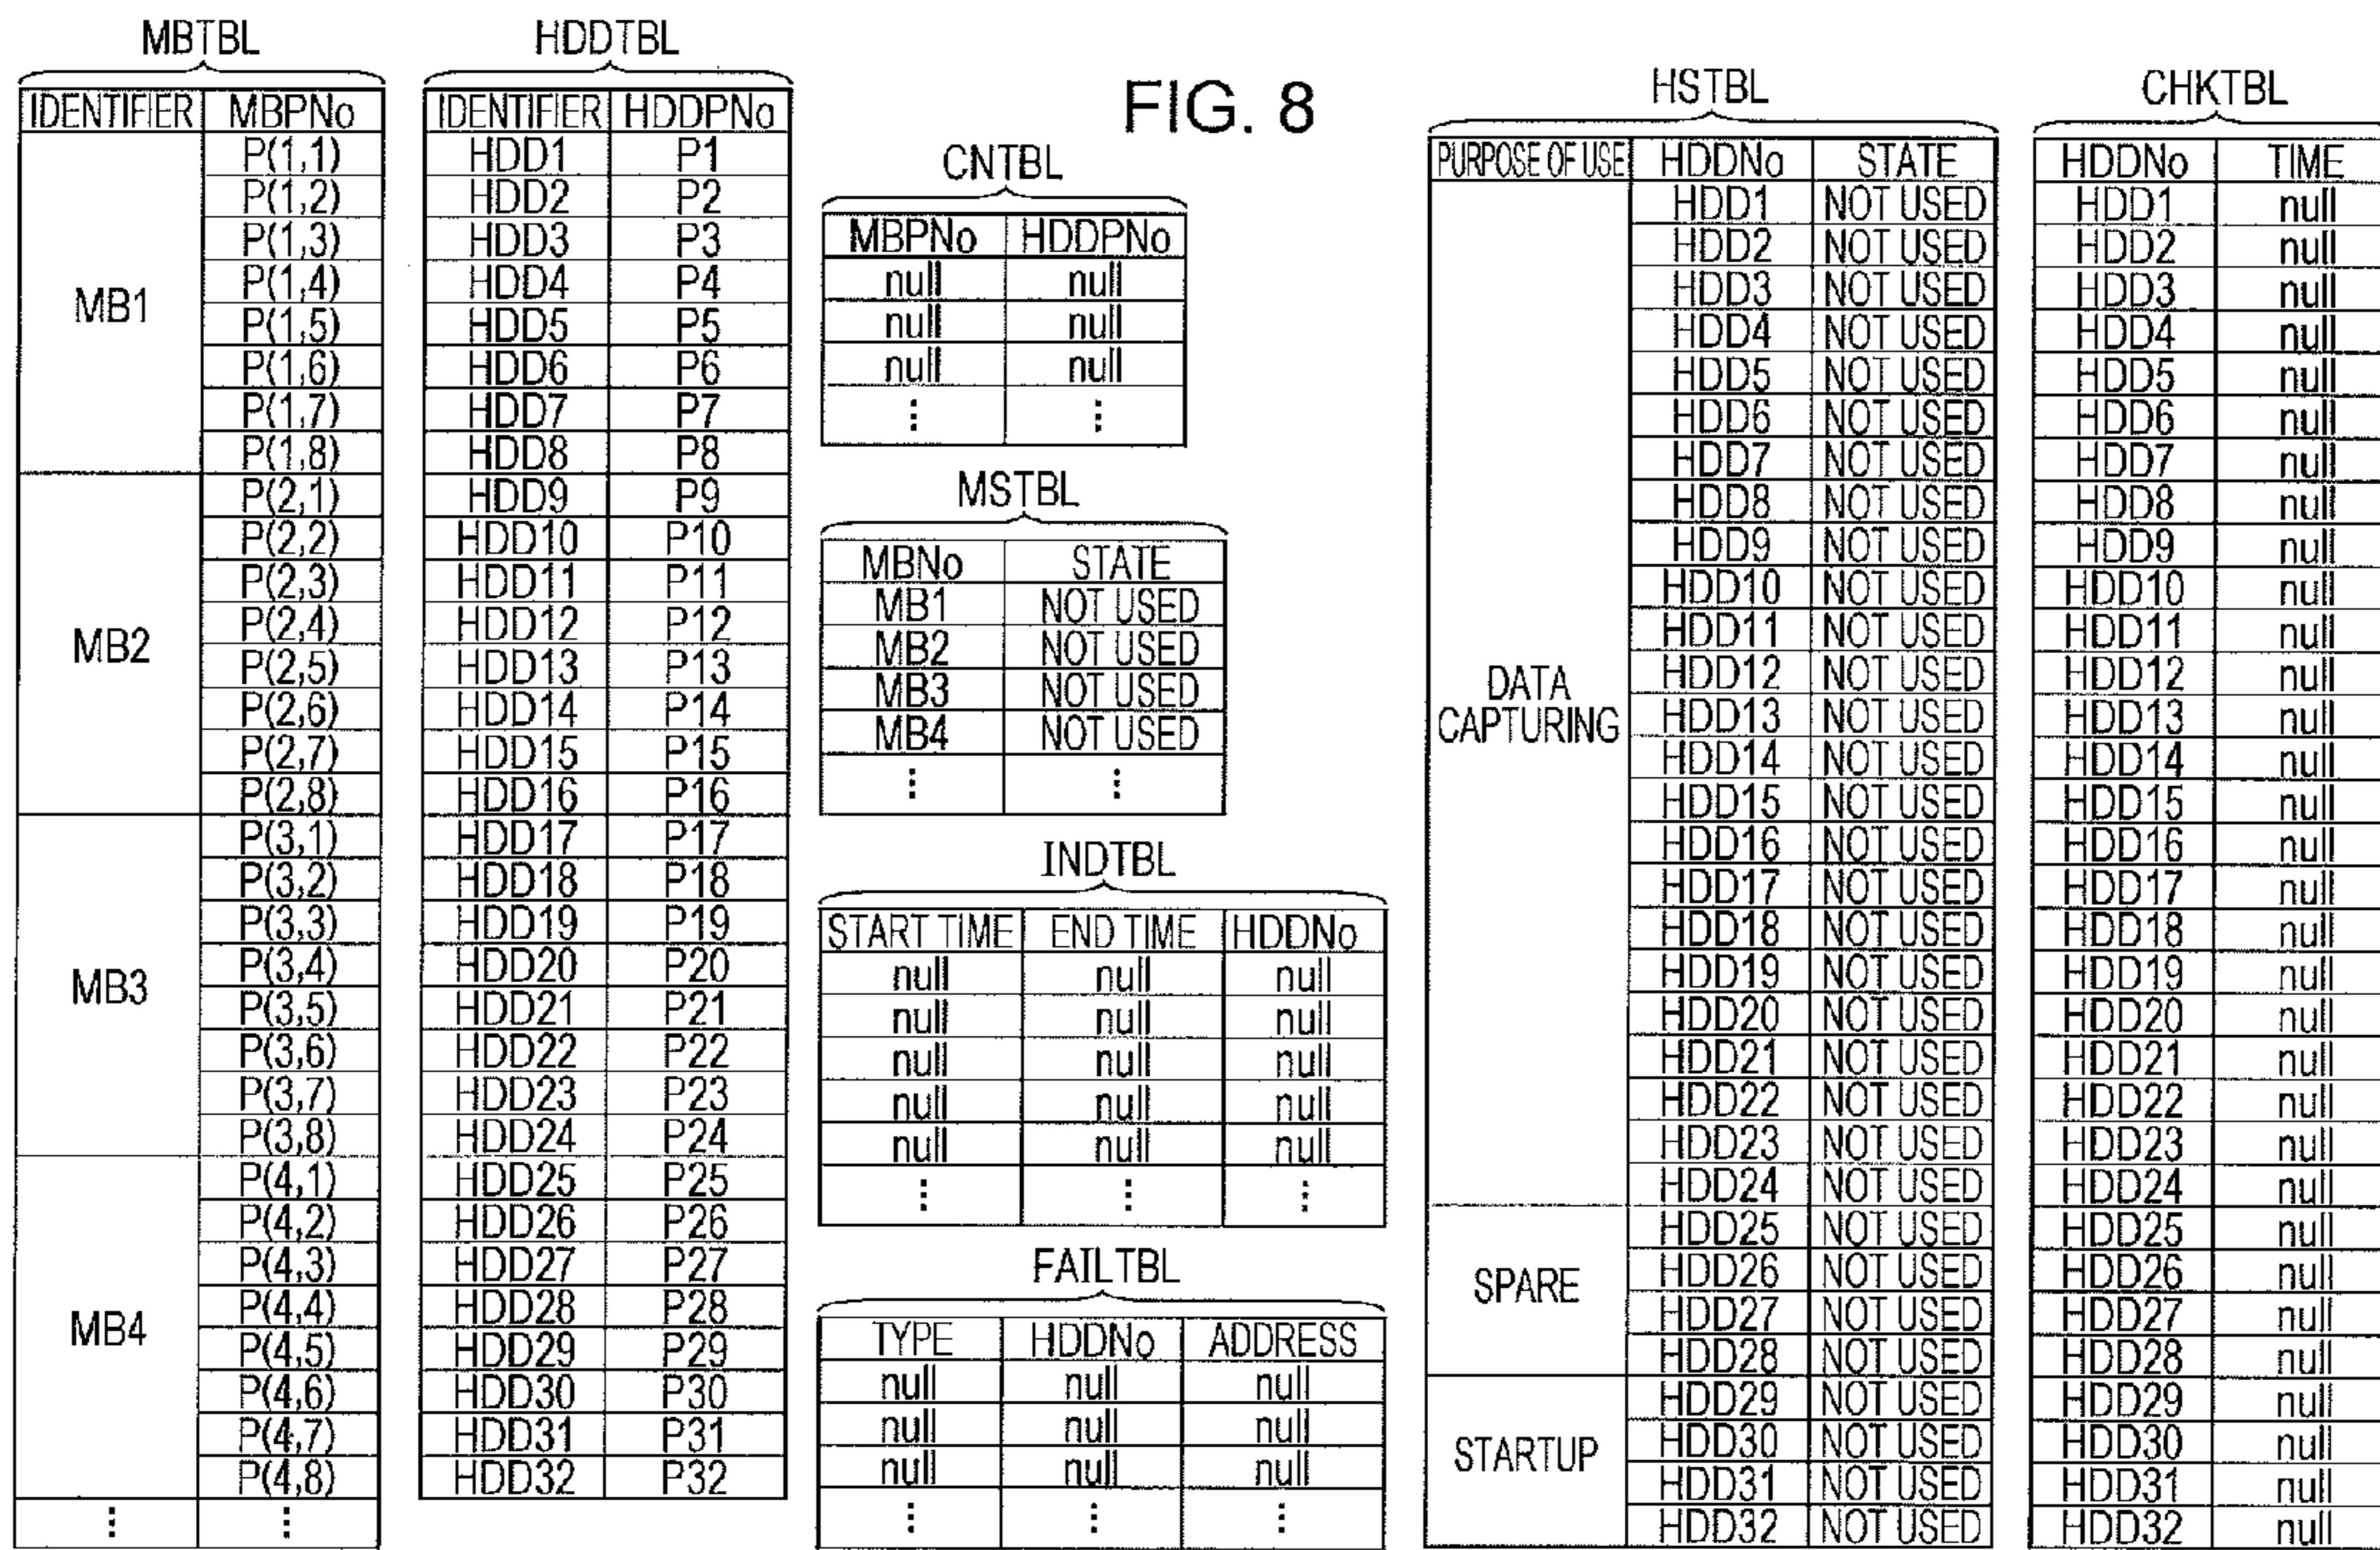 FIG. 8
MBTBL
IDENTIFIER MBPNo
MB1
P(1,1)
P(1,2)
P(1,3)
P(1,4)
P(1,5)
P(1,6)
P(1,7)
P(1,8)
MB2
P(2,1)
P(2,2)
P(2,3)
P(2,4)
P(2,5)
P(2,6)
P(2,7)
P(2,8)
MB3
P(3,1)
P(3,2)
P(3,3)
P(3,4)
P(3,5)
P(3,6)
P(3,7)
P(3,8)
MB4
P(4,1)
P(4,2)
P(4,3)
P(4,4)
P(4,5)
P(4,6)
P(4,7)
P(4,8)
⋮ ⋮
HDDTBL
IDENTIFIER HDDPNo
HDD1 P1
HDD2 P2
HDD3 P3
HDD4 P4
HDD5 P5
HDD6 P6
HDD7 P7
HDD8 P8
HDD9 P9
HDD10 P10
HDD11 P11
HDD12 P12
HDD13 P13
HDD14 P14
HDD15 P15
HDD16 P16
HDD17 P17
HDD18 P18
HDD19 P19
HDD20 P20
HDD21 P21
HDD22 P22
HDD23 P23
HDD24 P24
HDD25 P25
HDD26 P26
HDD27 P27
HDD28 P28
HDD29 P29
HDD30 P30
HDD31 P31
HDD32 P32
CNTBL
MBPNo HDDPNo
null null
null null
null null
⋮ ⋮
MSTBL
MBNo STATE
MB1 NOT USED
MB2 NOT USED
MB3 NOT USED
MB4 NOT USED
⋮ ⋮
INDTBL
START TIME END TIME HDDNo
null null null
null null null
null null null
null null null
null null null
⋮ ⋮ ⋮
FAILTBL
TYPE HDDNo ADDRESS
null null null
null null null
null null null
⋮ ⋮ ⋮
HSTBL
PURPOSE OF USE HDDNo STATE
DATA
CAPTURING
HDD1 NOT USED
HDD2 NOT USED
HDD3 NOT USED
HDD4 NOT USED
HDD5 NOT USED
HDD6 NOT USED
HDD7 NOT USED
HDD8 NOT USED
HDD9 NOT USED
HDD10 NOT USED
HDD11 NOT USED
HDD12 NOT USED
HDD13 NOT USED
HDD14 NOT USED
HDD15 NOT USED
HDD16 NOT USED
HDD17 NOT USED
HDD18 NOT USED
HDD19 NOT USED
HDD20 NOT USED
HDD21 NOT USED
HDD22 NOT USED
HDD23 NOT USED
HDD24 NOT USED
SPARE
HDD25 NOT USED
HDD26 NOT USED
HDD27 NOT USED
HDD28 NOT USED
STARTUP
HDD29 NOT USED
HDD30 NOT USED
HDD31 NOT USED
HDD32 NOT USED
CHKTBL
HDDNo TIME
HDD1 null
HDD2 null
HDD3 null
HDD4 null
HDD5 null
HDD6 null
HDD7 null
HDD8 null
HDD9 null
HDD10 null
HDD11 null
HDD12 null
HDD13 null
HDD14 null
HDD15 null
HDD16 null
HDD17 null
HDD18 null
HDD19 null
HDD20 null
HDD21 null
HDD22 null
HDD23 null
HDD24 null
HDD25 null
HDD26 null
HDD27 null
HDD28 null
HDD29 null
HDD30 null
HDD31 null
HDD32 null